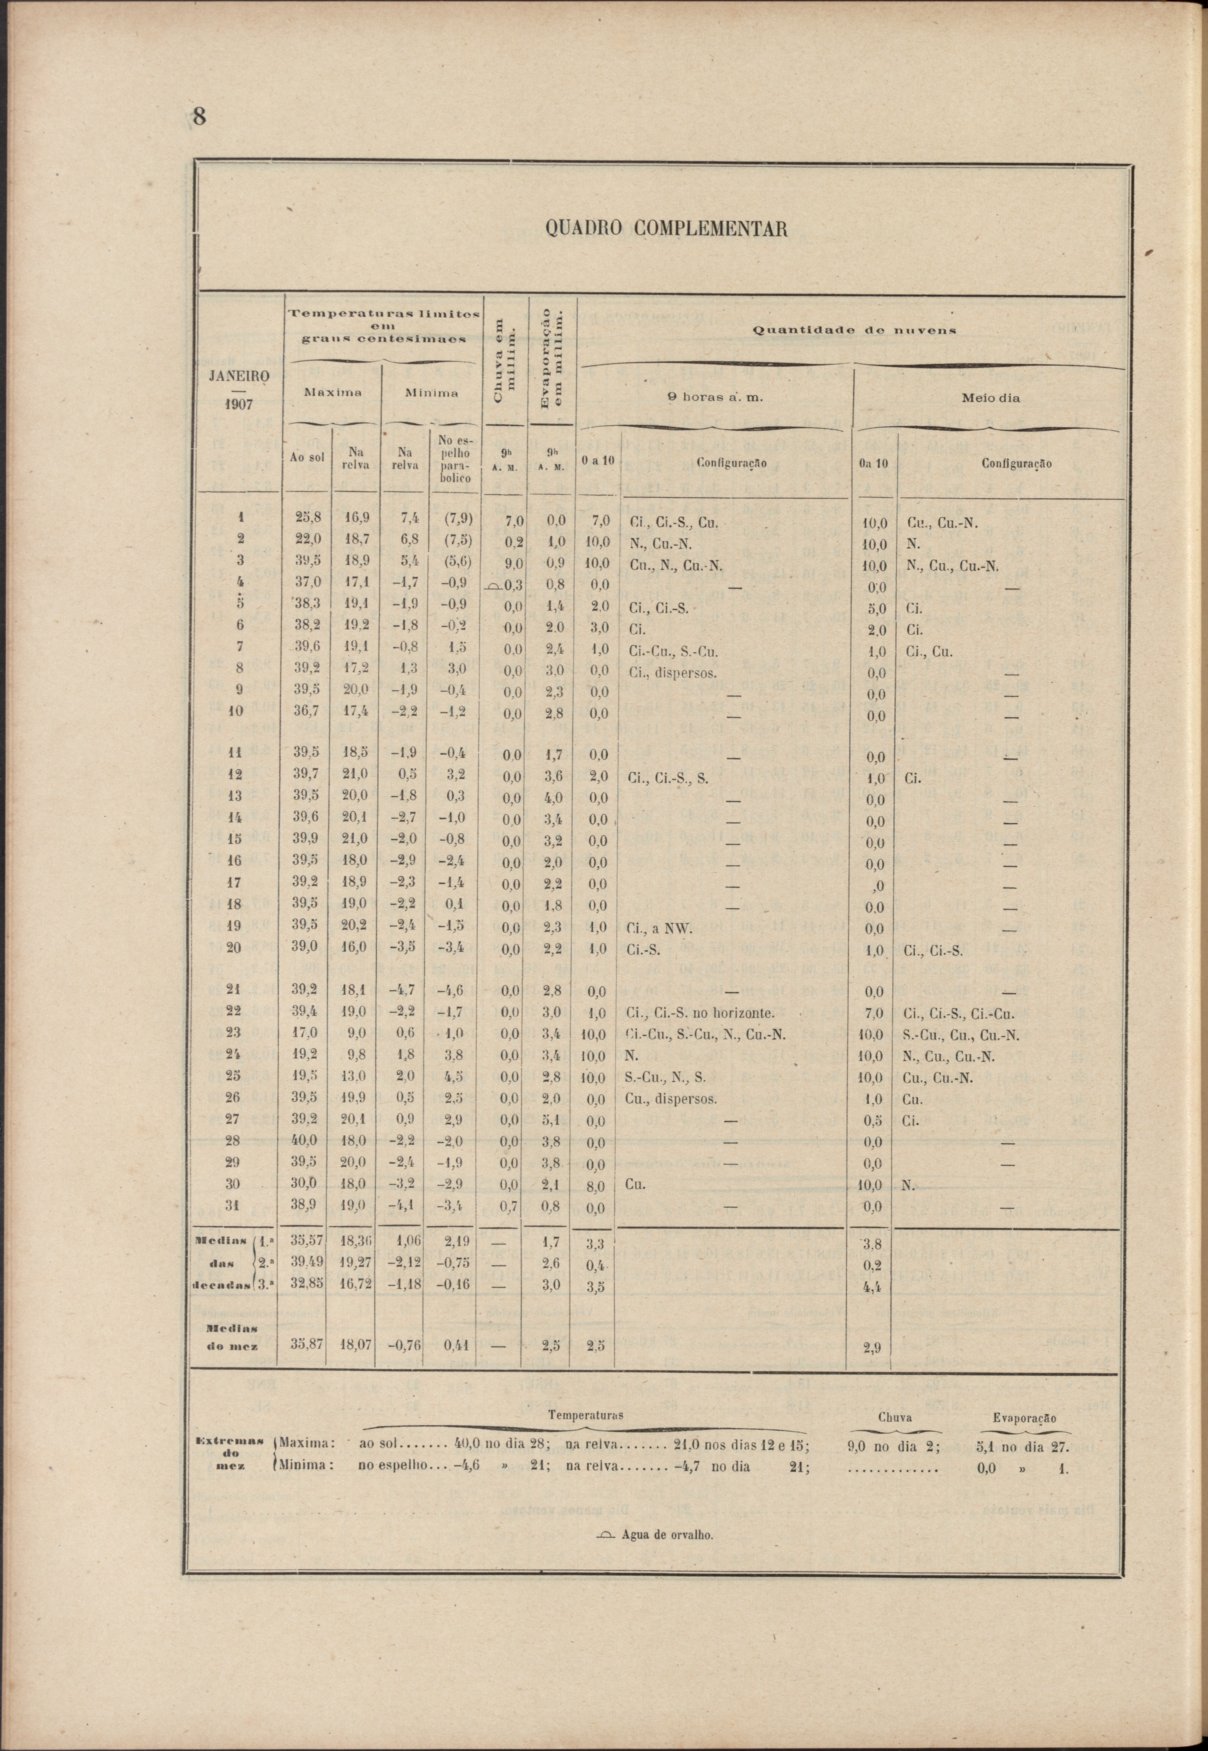 8
QUADRO COMPLEMENTAR
JANEIRO
1907
Temperaturas limites
em
graus centesimaes
Maxima
Minima
Ao sol
Na
relva
Na
relva
No es-
pelho
para-
bolico
Chuva em
millim.
9h
A. M.
Evaporação
em millim.
9h
A. M.
Quantidade de nuvens
9 horas a. m.
Meio dia
0 a 10
Configuração
0 a 10
Configuração
1 25,8 16,9 7,4 (7,9) 7,0 0,0 7,0 Ci., Ci.-S., Cu. 10,0 Cu., Cu.-N.
2 22,0 18,7 6,8 (7,5) 0,2 1,0 10,0 N., Cu.-N. 10,0 N.
3 39,5 18,9 5,4 (5,6) 9,0 0,9 10,0 Cu., N., Cu.-N. 10,0 N., Cu., Cu.-N.
4 37,0 17,1 –1,7 –0,9 ⌓ 0,3 0,8 0,0 — 0,0 —
5 38,3 19,1 –1,9 –0,9 0,0 1,4 2,0 Ci., Ci.-S. 5,0 Ci.
6 38,2 19,2 –1,8 –0,2 0,0 2,0 3,0 Ci. 2,0 Ci.
7 39,6 19,1 –0,8 1,5 0,0 2,4 1,0 Ci.-Cu., S.-Cu. 1,0 Ci., Cu.
8 39,2 17,2 1,3 3,0 0,0 3,0 0,0 Ci., dispersos. 0,0 —
9 39,5 20,0 –1,9 –0,4 0,0 2,3 0,0 — 0,0 —
10 36,7 17,4 –2,2 –1,2 0,0 2,8 0,0 — 0,0 —
11 39,5 18,5 –1,9 –0,4 0,0 1,7 0,0 — 0,0 —
12 39,7 21,0 0,5 3,2 0,0 3,6 2,0 Ci., Ci.-S., S. 1,0 Ci.
13 39,5 20,0 –1,8 0,3 0,0 4,0 0,0 — 0,0 —
14 39,6 20,1 –2,7 –1,0 0,0 3,4 0,0 — 0,0 —
15 39,9 21,0 –2,0 –0,8 0,0 3,2 0,0 — 0,0 —
16 39,5 18,0 –2,9 –2,4 0,0 2,0 0,0 — 0,0 —
17 39,2 18,9 –2,3 –1,4 0,0 2,2 0,0 — ,0 —
18 39,5 19,0 –2,2 0,1 0,0 1,8 0,0 — 0,0 —
19 39,5 20,2 –2,4 –1,5 0,0 2,3 1,0 Ci., a NW. 0,0 —
20 39,0 16,0 –3,5 –3,4 0,0 2,2 1,0 Ci.-S. 1,0 Ci., Ci.-S.
21 39,2 18,1 –4,7 –4,6 0,0 2,8 0,0 — 0,0 —
22 39,4 19,0 –2,2 –1,7 0,0 3,0 1,0 Ci., Ci.-S. no horizonte. 7,0 Ci., Ci.-S., Ci.-Cu.
23 17,0 9,0 0,6 1,0 0,0 3,4 10,0 Ci.-Cu., S.-Cu., N., Cu.-N. 10,0 S.-Cu., Cu., Cu.-N.
24 19,2 9,8 1,8 3,8 0,0 3,4 10,0 N. 10,0 N., Cu., Cu.-N.
25 19,5 13,0 2,0 4,5 0,0 2,8 10,0 S.-Cu., N., S. 10,0 Cu., Cu.-N.
26 39,5 19,9 0,5 2,5 0,0 2,0 0,0 Cu., dispersos. 1,0 Cu.
27 39,2 20,1 0,9 2,9 0,0 5,1 0,0 — 0,5 Ci.
28 40,0 18,0 –2,2 –2,0 0,0 3,8 0,0 — 0,0 —
29 39,5 20,0 –2,4 –1,9 0,0 3,8 0,0 — 0,0 —
30 30,0 18,0 –3,2 –2,9 0,0 2,1 8,0 Cu. 10,0 N.
31 38,9 19,0 –4,1 –3,4 0,7 0,8 0,0 — 0,0 —
Medias 1.ª 35,57 18,36 1,06 2,19 — 1,7 3,3 3,8
das 2.ª 39,49 19,27 –2,12 –0,75 — 2,6 0,4 0,2
decadas 3.ª 32,85 16,72 –1,18 –0,16 — 3,0 3,5 4,4
Medias
do mez 35,87 18,07 –0,76 0,41 — 2,5 2,5 2,9
Temperaturas Chuva Evaporação
Extremas
do
mez
Maxima: ao sol....... 40,0 no dia 28; na relva....... 21,0 nos dias 12 e 15; 9,0 no dia 2; 5,1 no dia 27.
Minima: no espelho... –4,6 » 21; na relva....... –4,7 no dia 21; ............. 0,0 » 1.
⌓ Agua de orvalho.